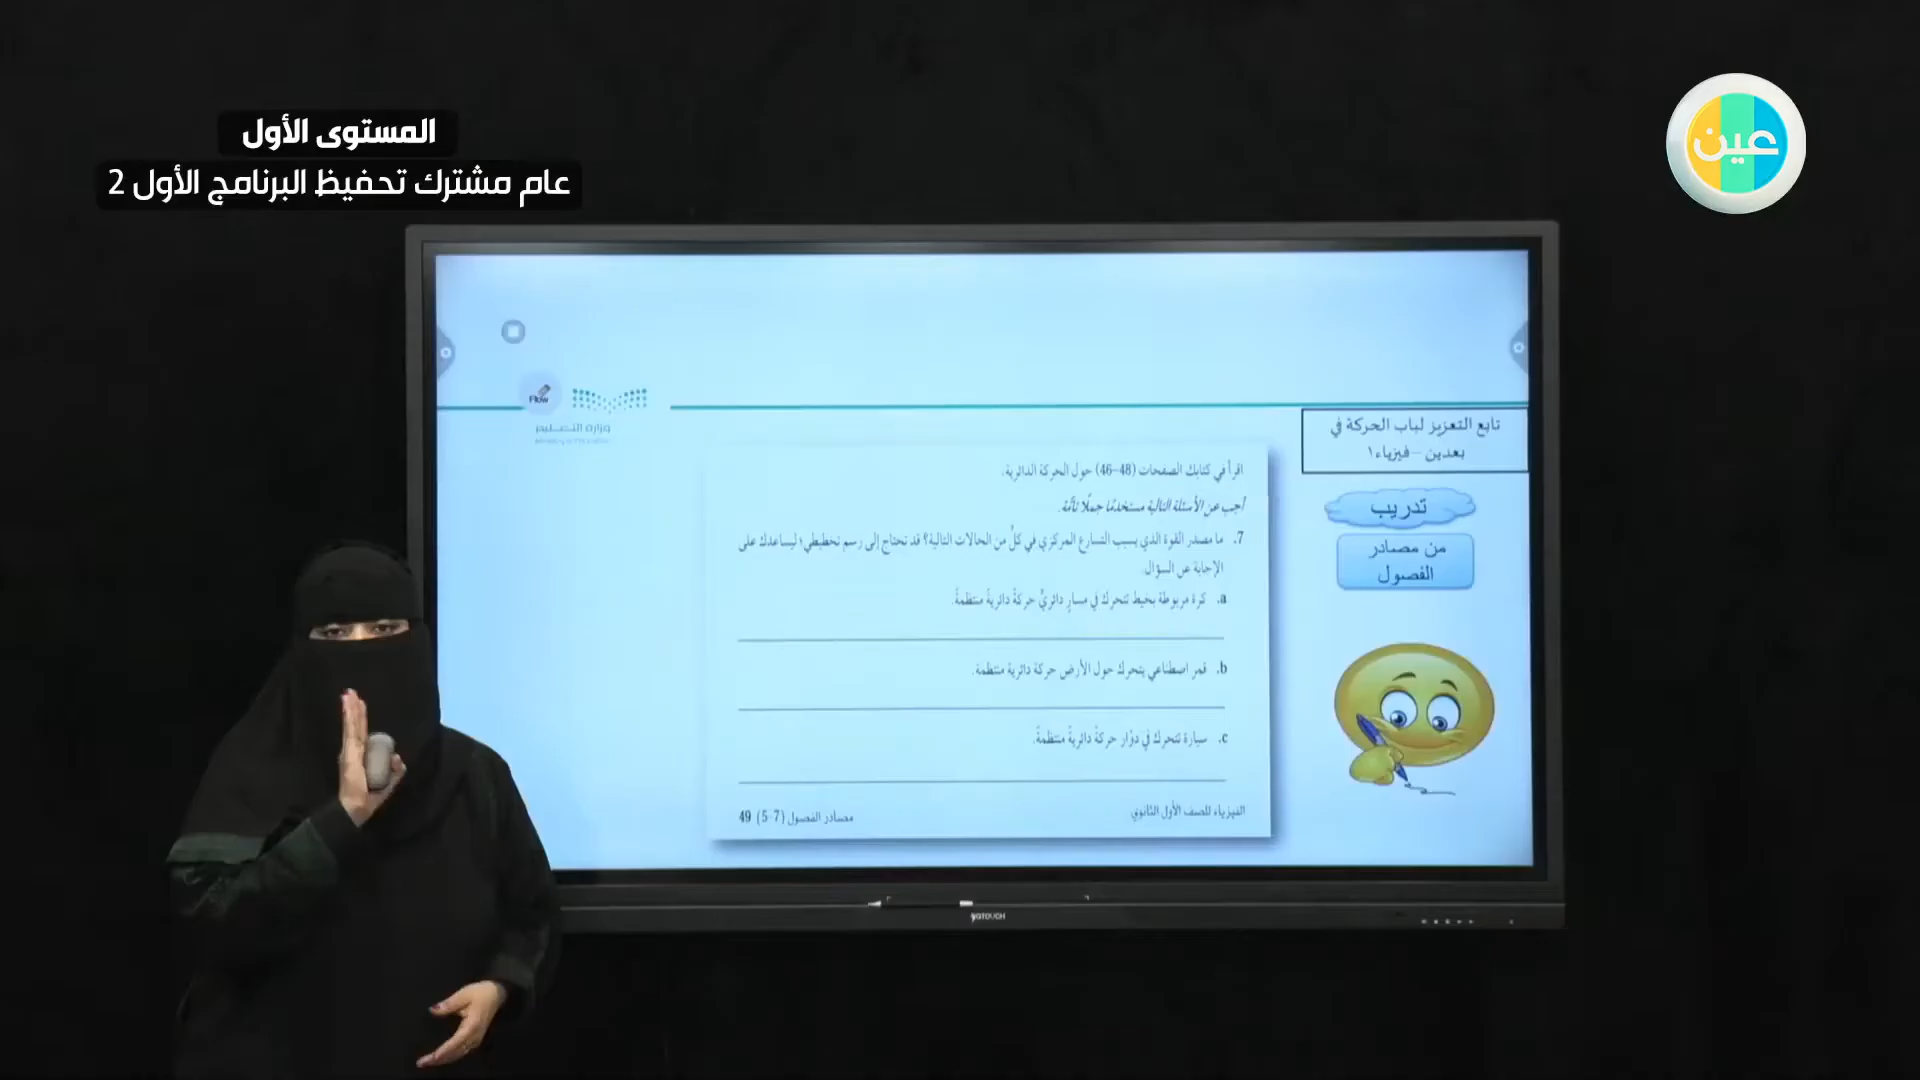 المستوى الأول
عام مشترك تحفيظ البرنامج الأول 2
عين
Flow
وزارة التعليم
تابع التعزيز لباب الحركة في
بعدين – فيزياء١
تدريب
من مصادر
الفصول
اقرأ في كتابك الصفحات (48–46) حول الحركة الدائرية.
أجب عن الأسئلة التالية مستخدمًا جملًا تامَّة.
7. ما مصدر القوة الذي يسبب التسارع المركزي في كلٍّ من الحالات التالية؟ قد تحتاج إلى رسم تخطيطي؛ ليساعدك على
الإجابة عن السؤال.
a. كرة مربوطة بخيط تتحرك في مسارٍ دائريٍّ حركةً دائريةً منتظمةً.
b. قمر اصطناعي يتحرك حول الأرض حركة دائرية منتظمة.
c. سيارة تتحرك في دوّار حركةً دائريةً منتظمةً.
الفيزياء للصف الأول الثانوي
مصادر الفصول (7-5) 49